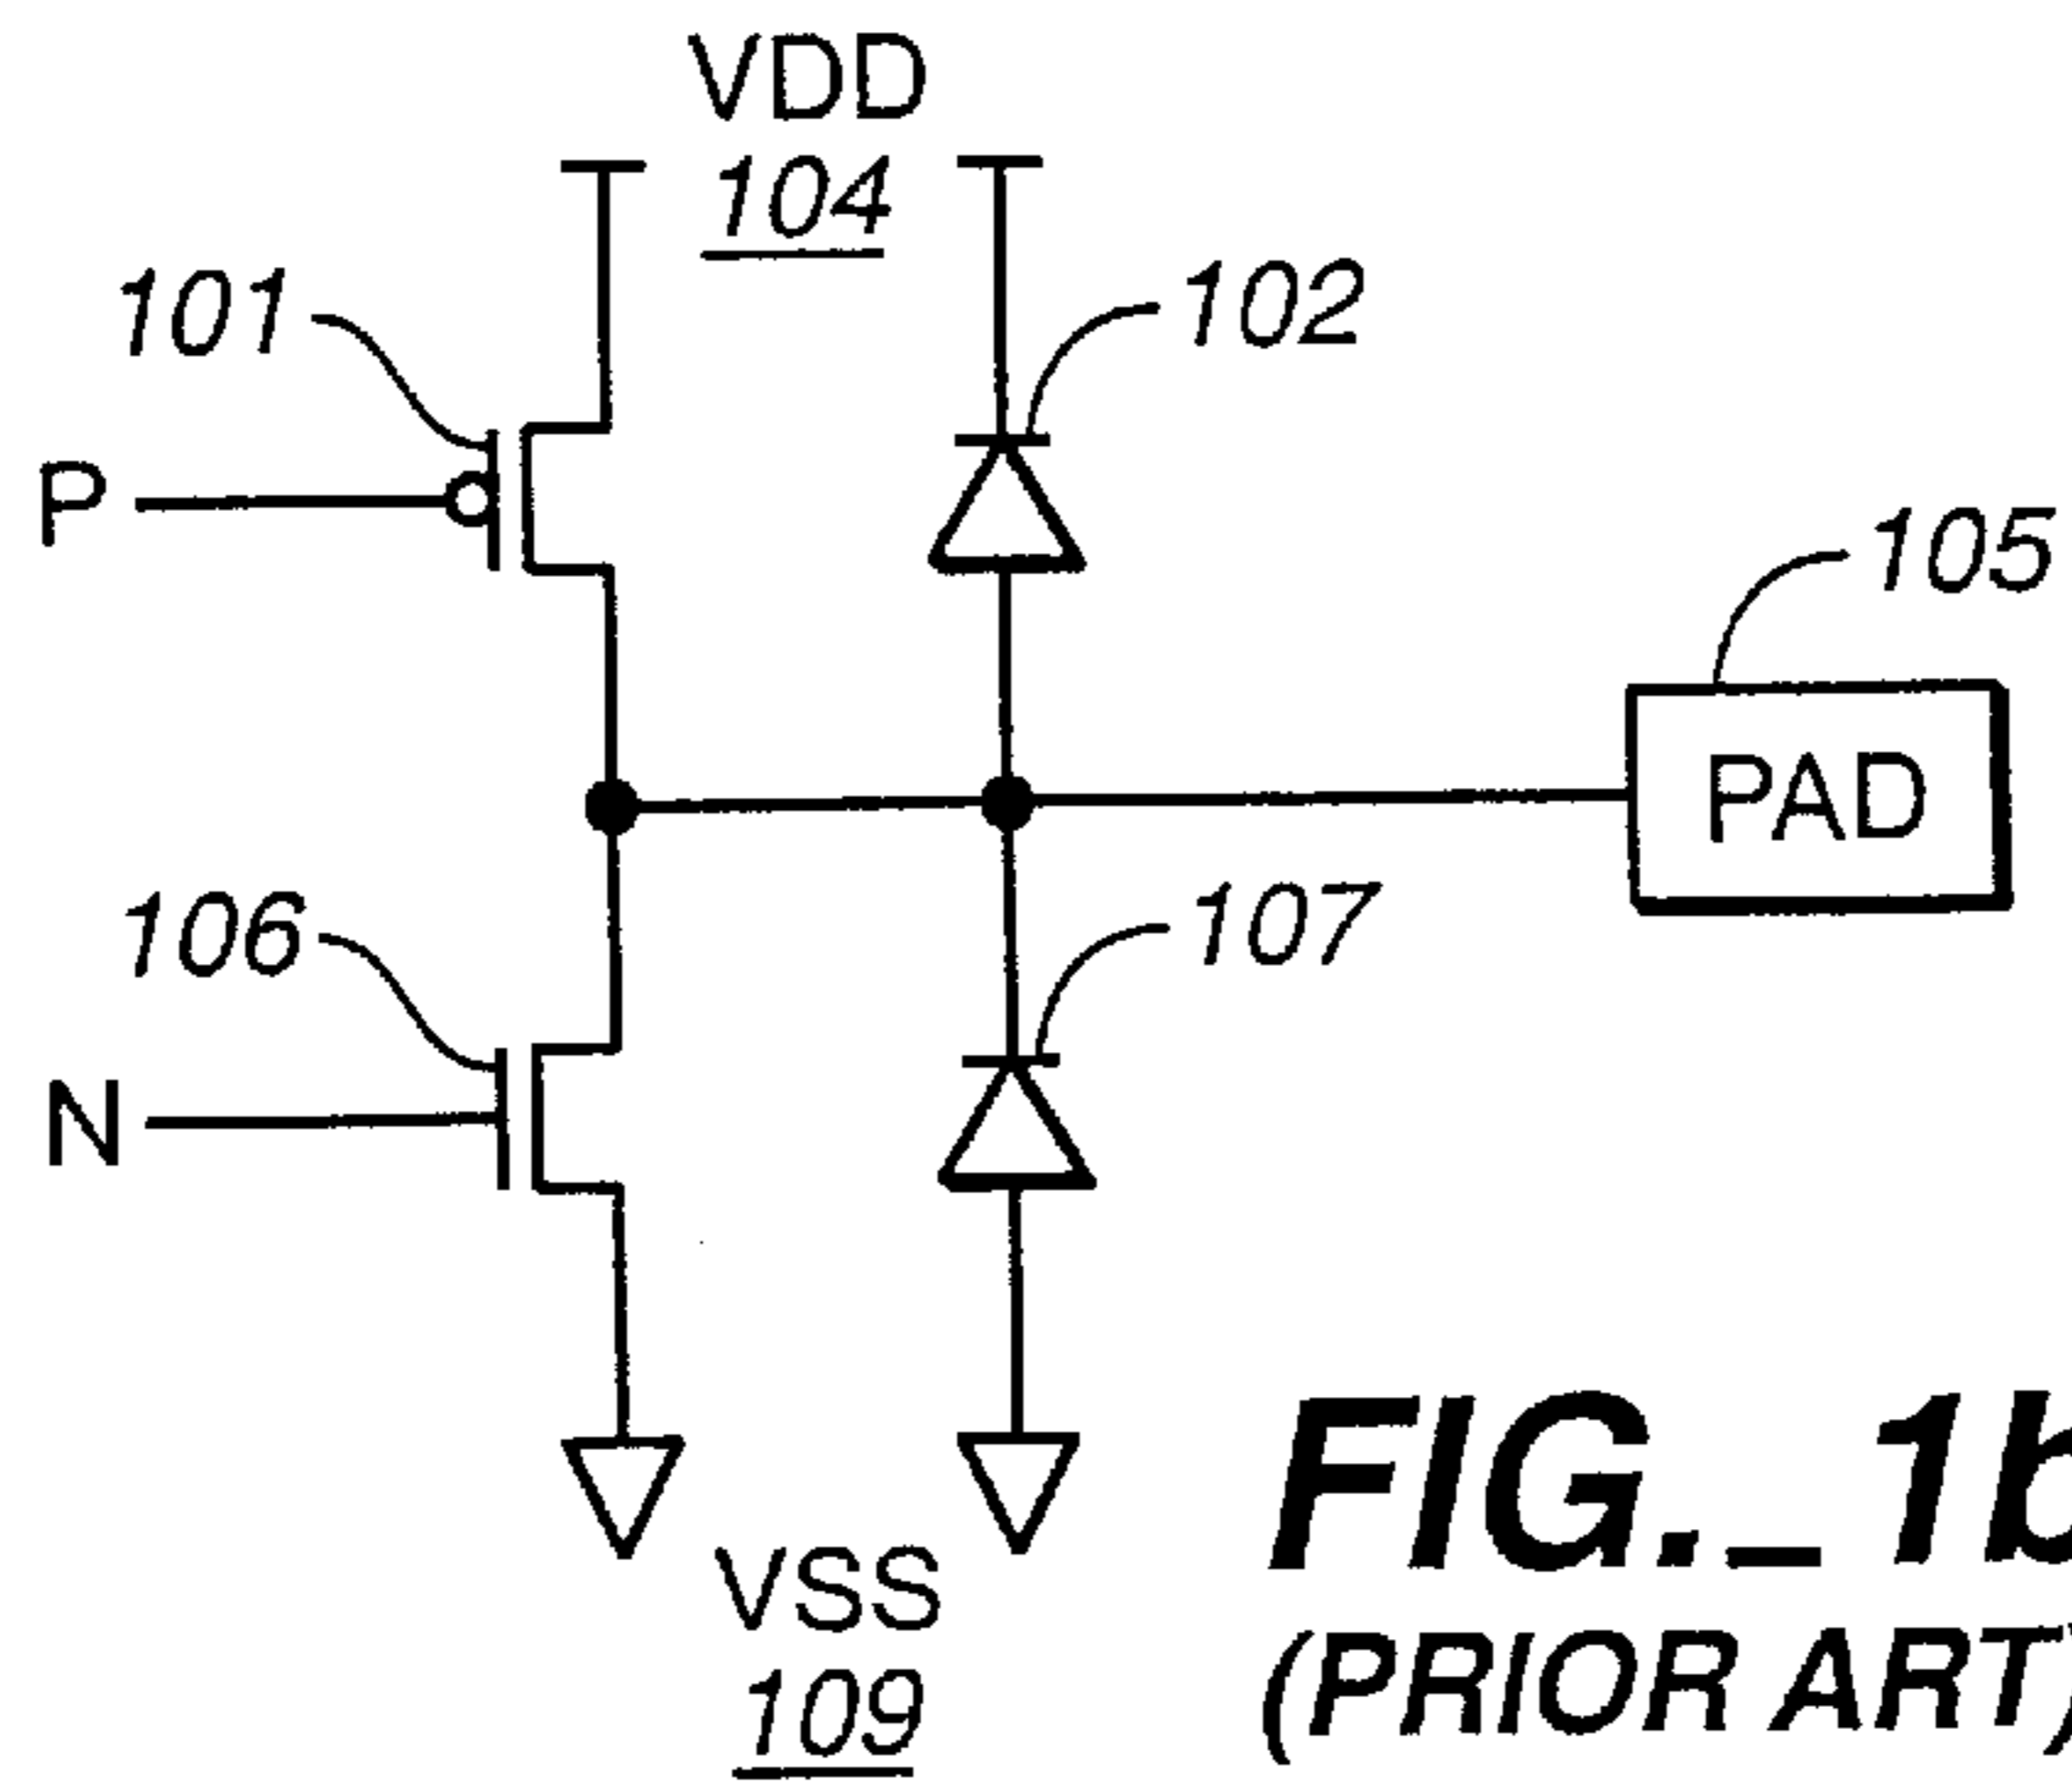 VDD
104
101
102
P
105
PAD
106
107
N
VSS
109
FIG._1b
(PRIOR ART)